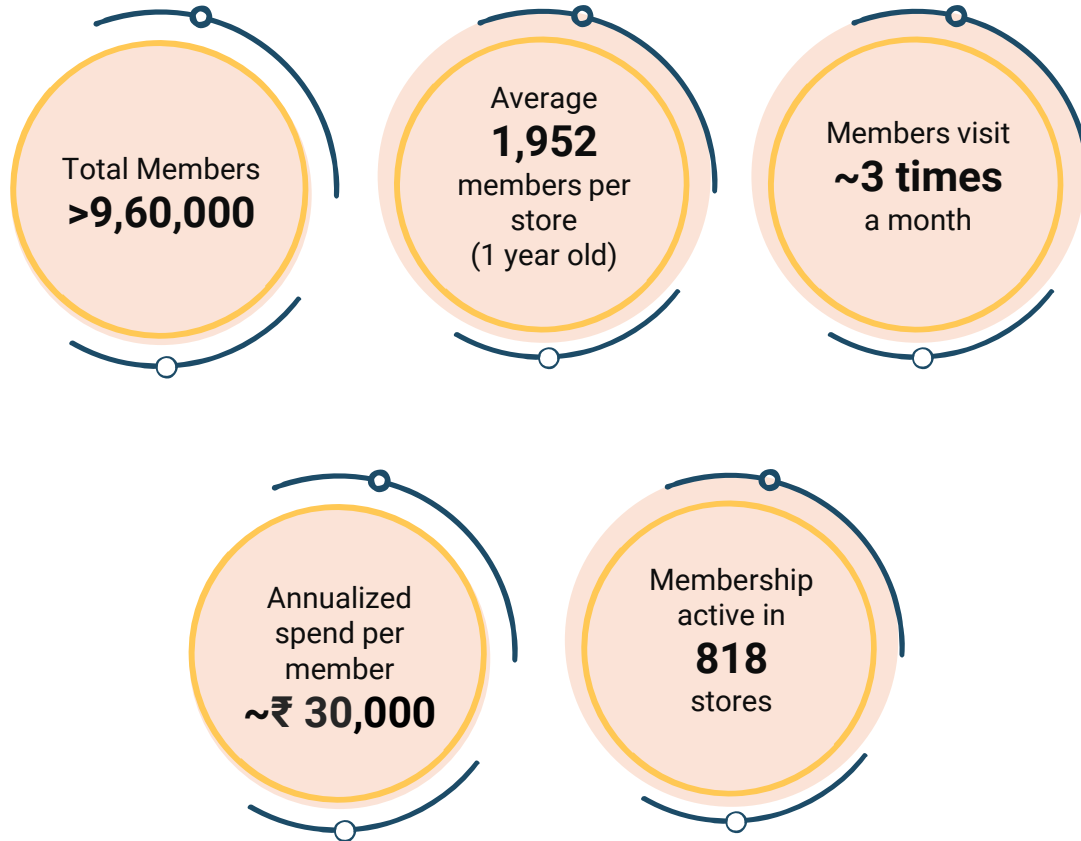 Total Members
>9,60,000
Average
1,952
members per
store
(1 year old)
Members visit
~3 times
a month
Annualized
spend per
member
~₹ 30,000
Membership
active in
818
stores